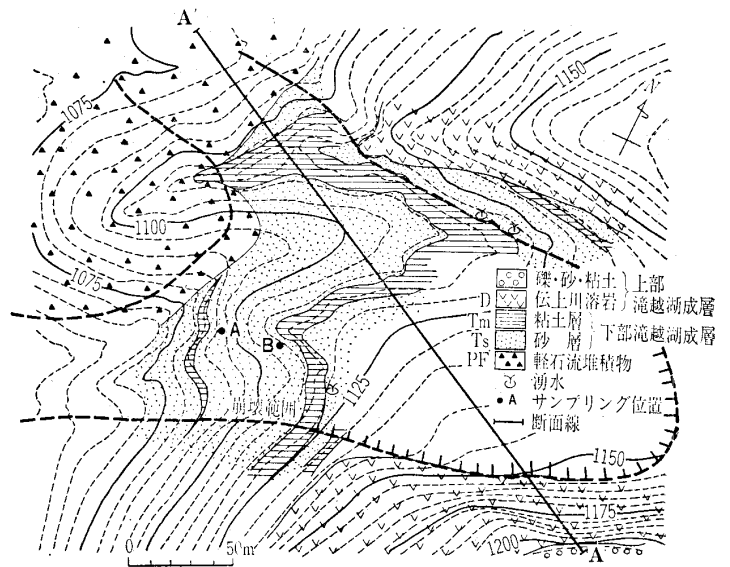 A'
1075
1150
N
1100
1075
礫・砂・粘土 上部
D 伝上川溶岩 滝越湖成層
Tm 粘土層
Ts 砂 層 下部滝越湖成層
PF 軽石流堆積物
湧水
A サンプリング位置
断面線
A
B
1125
崩壊範囲
1150
1175
1200
A
0 50m